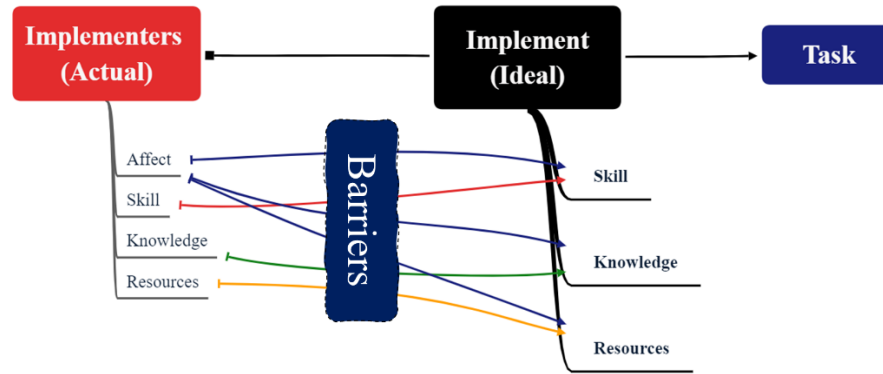 Implementers
(Actual)
Implement
(Ideal)
Task
Affect
Skill
Knowledge
Resources
Barriers
Skill
Knowledge
Resources